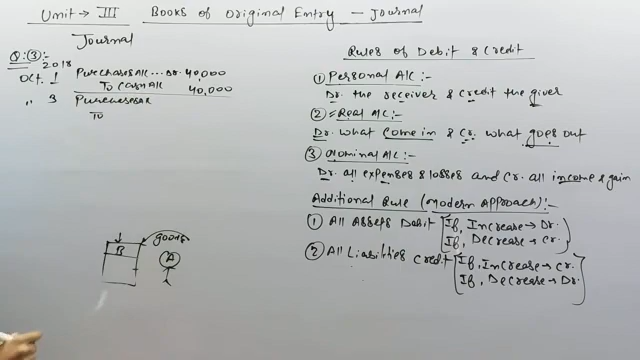 Unit → III Books of Original Entry — Journal
Journal
Q.(3):-
2018
Oct. 1 Purchases A/C ... Dr. 40,000
To Cash A/C 40,000
,, 3 Purchases A/C
To
goods
B
A
Rules of Debit & Credit
(1) Personal A/C :-
Dr. the receiver & credit the giver
(2) Real A/C :-
Dr. what come in & Cr. what goes out
(3) Nominal A/C :-
Dr. all expenses & losses and Cr. all income & gain
Additional Rule (modern Approach) :-
(1) All Assets Debit [If, Increase → Dr.
If, Decrease → Cr.
(2) All Liabilities Credit [If, Increase → Cr.
If, Decrease → Dr.